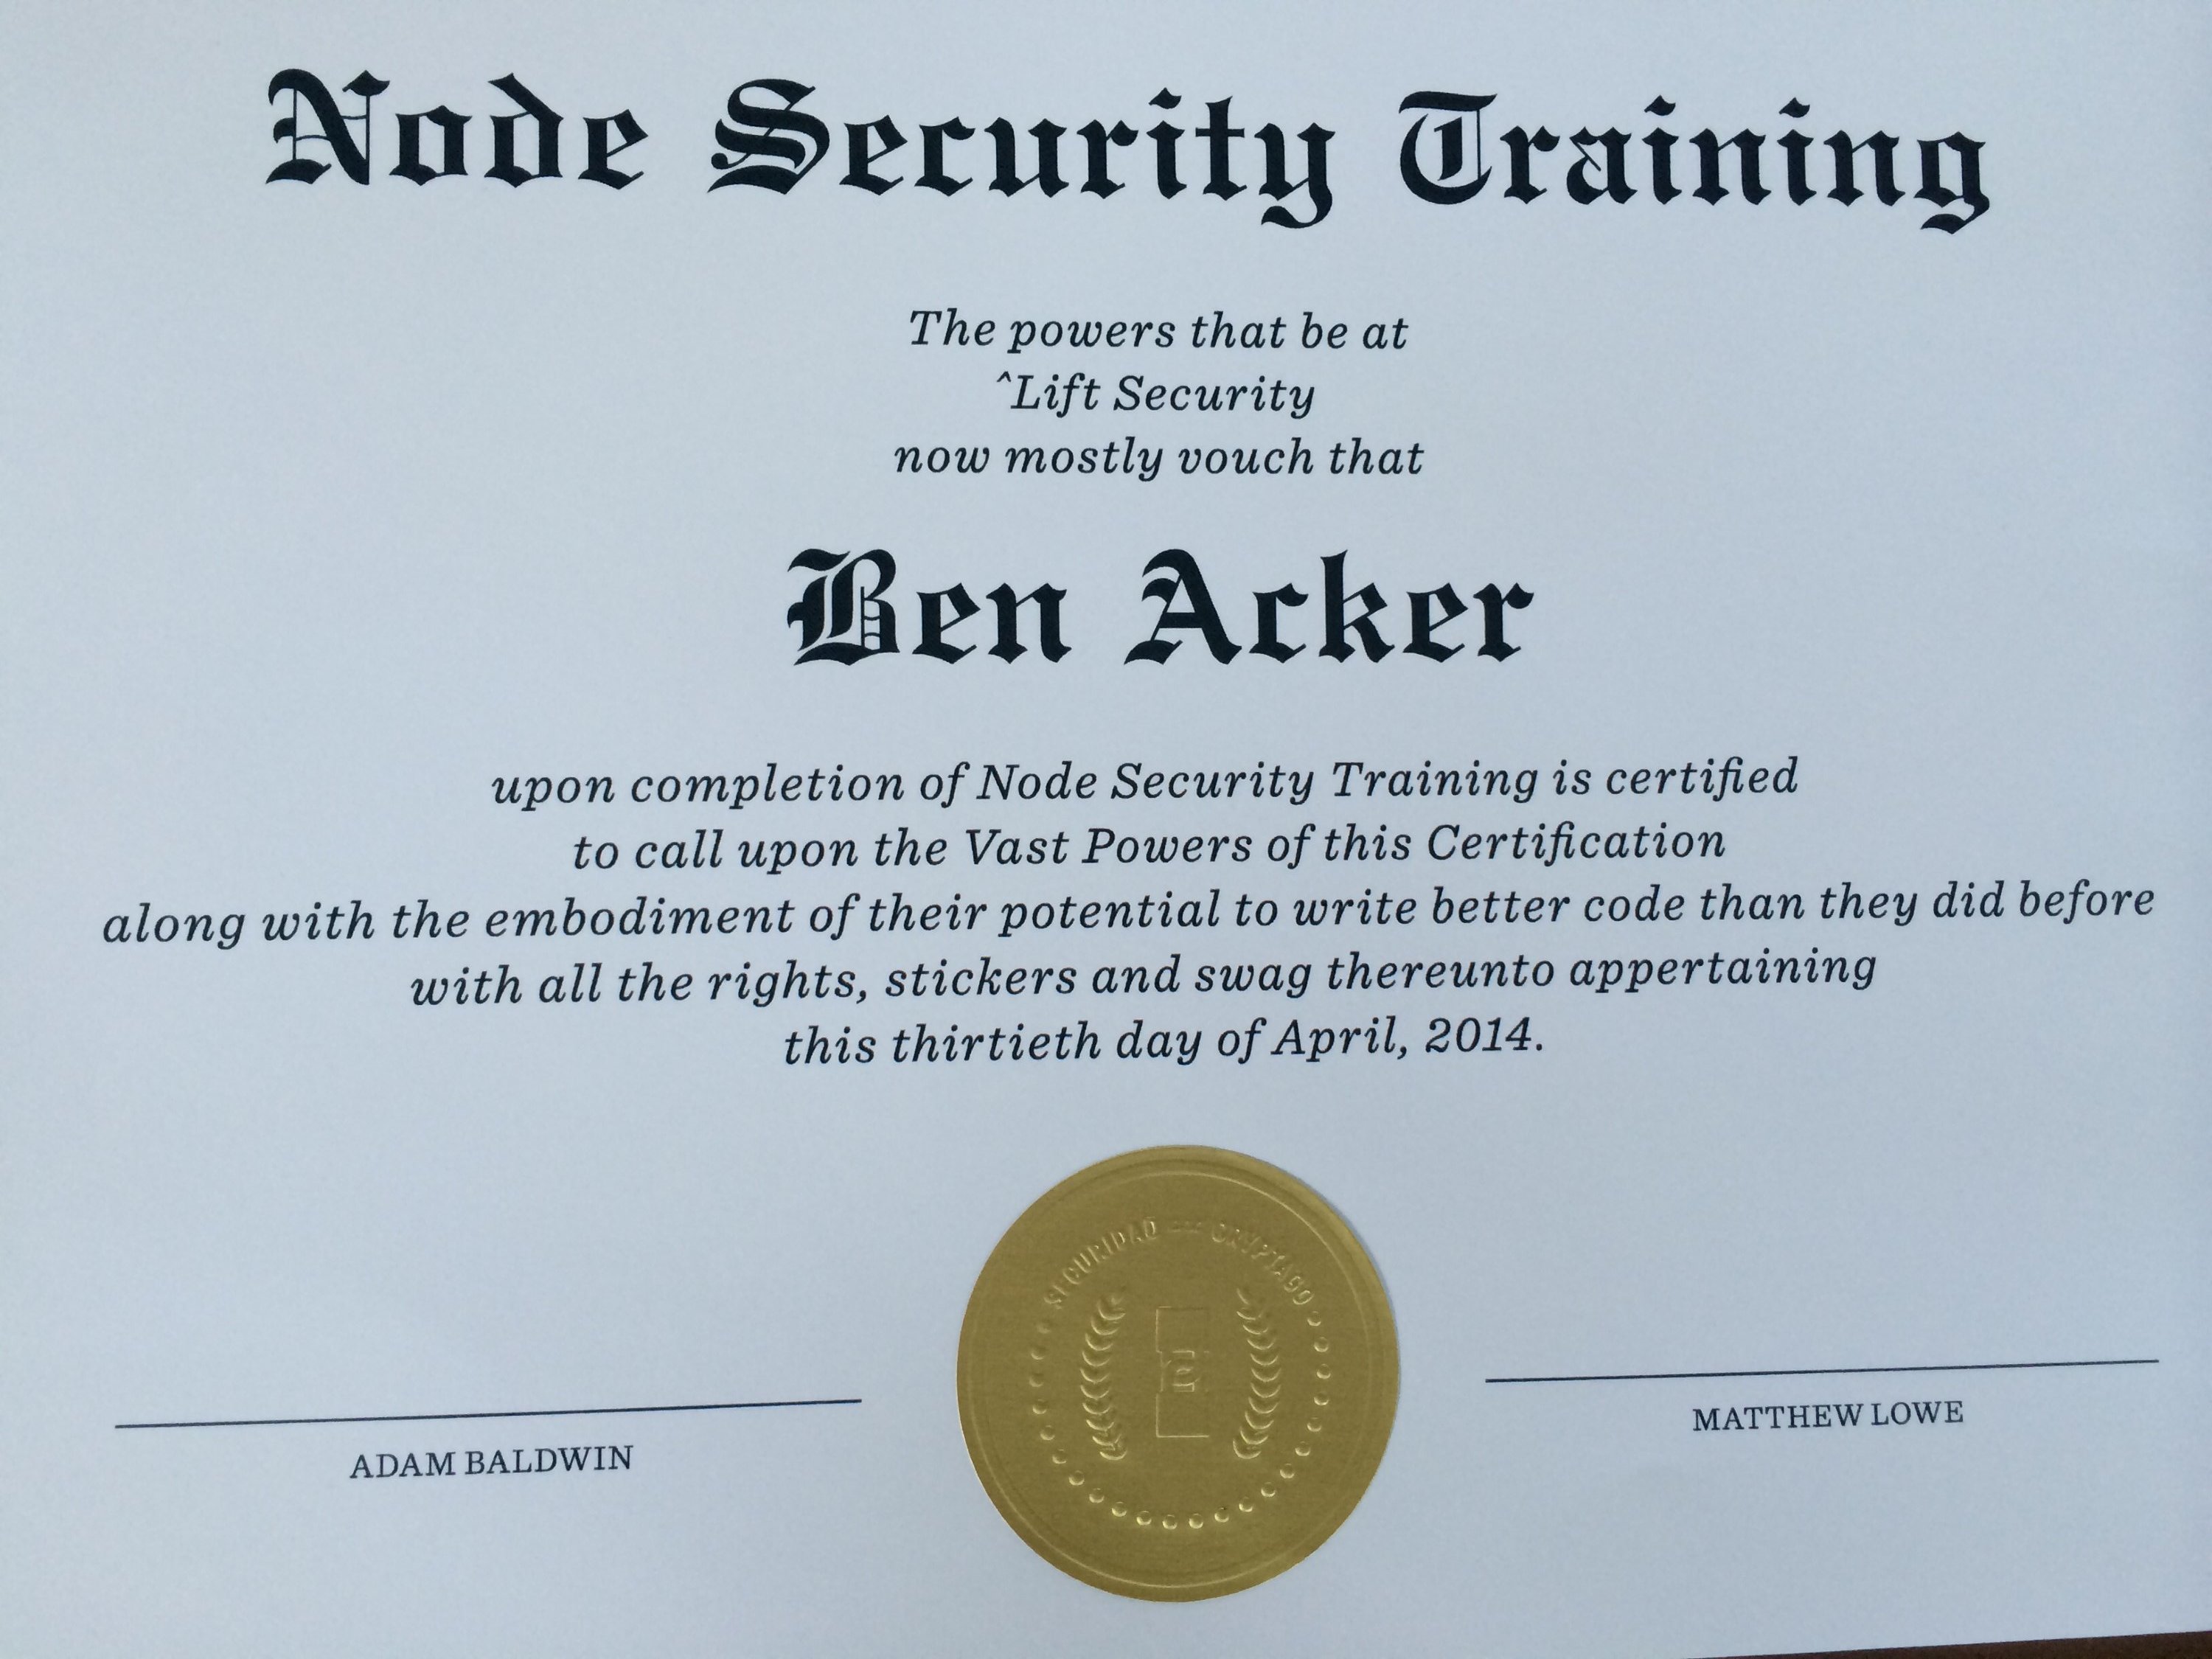 Node Security Training
The powers that be at
^Lift Security
now mostly vouch that
Ben Acker
upon completion of Node Security Training is certified
to call upon the Vast Powers of this Certification
along with the embodiment of their potential to write better code than they did before
with all the rights, stickers and swag thereunto appertaining
this thirtieth day of April, 2014.
SECURIDAD
E
ADAM BALDWIN
MATTHEW LOWE